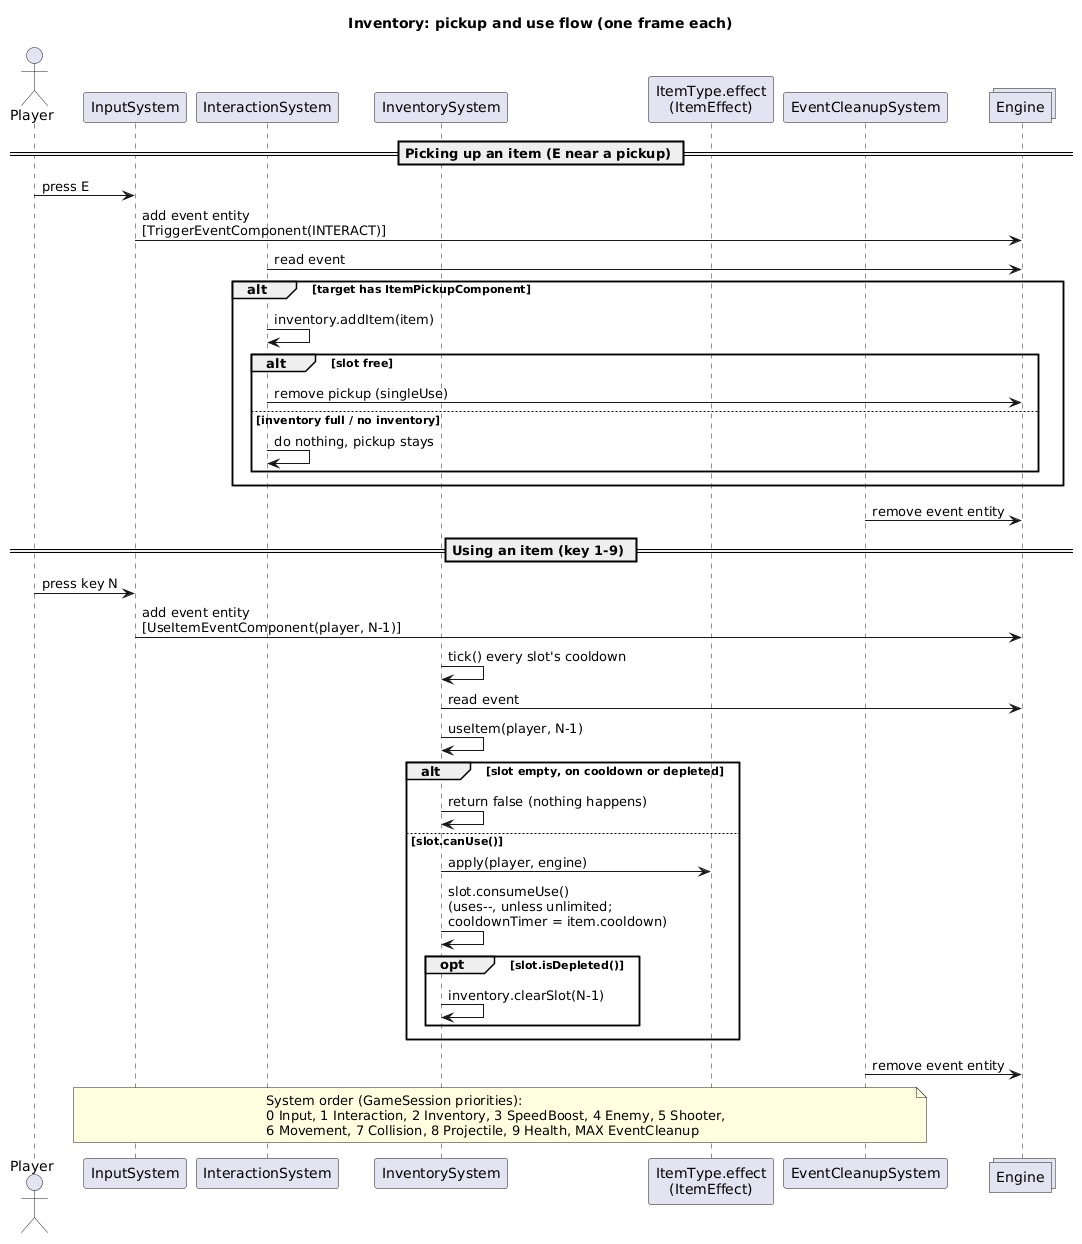 Inventory: pickup and use flow (one frame each)
Player
InputSystem
InteractionSystem
InventorySystem
ItemType.effect
(ItemEffect)
EventCleanupSystem
Engine
Picking up an item (E near a pickup)
press E
add event entity
[TriggerEventComponent(INTERACT)]
read event
alt
[target has ItemPickupComponent]
inventory.addItem(item)
alt
[slot free]
remove pickup (singleUse)
[inventory full / no inventory]
do nothing, pickup stays
remove event entity
Using an item (key 1-9)
press key N
add event entity
[UseItemEventComponent(player, N-1)]
tick() every slot's cooldown
read event
useItem(player, N-1)
alt
[slot empty, on cooldown or depleted]
return false (nothing happens)
[slot.canUse()]
apply(player, engine)
slot.consumeUse()
(uses--, unless unlimited;
cooldownTimer = item.cooldown)
opt
[slot.isDepleted()]
inventory.clearSlot(N-1)
remove event entity
System order (GameSession priorities):
0 Input, 1 Interaction, 2 Inventory, 3 SpeedBoost, 4 Enemy, 5 Shooter,
6 Movement, 7 Collision, 8 Projectile, 9 Health, MAX EventCleanup
Player
InputSystem
InteractionSystem
InventorySystem
ItemType.effect
(ItemEffect)
EventCleanupSystem
Engine